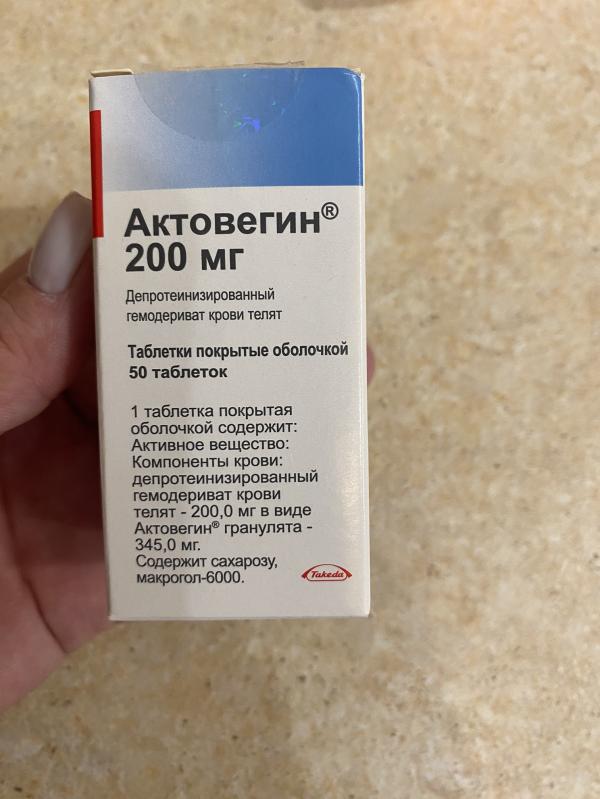 Актовегин®
200 мг
Депротеинизированный
гемодериват крови телят
Таблетки покрытые оболочкой
50 таблеток
1 таблетка покрытая
оболочкой содержит:
Активное вещество:
Компоненты крови:
депротеинизированный
гемодериват крови
телят - 200,0 мг в виде
Актовегин® гранулята -
345,0 мг.
Содержит сахарозу,
макрогол-6000.
Takeda